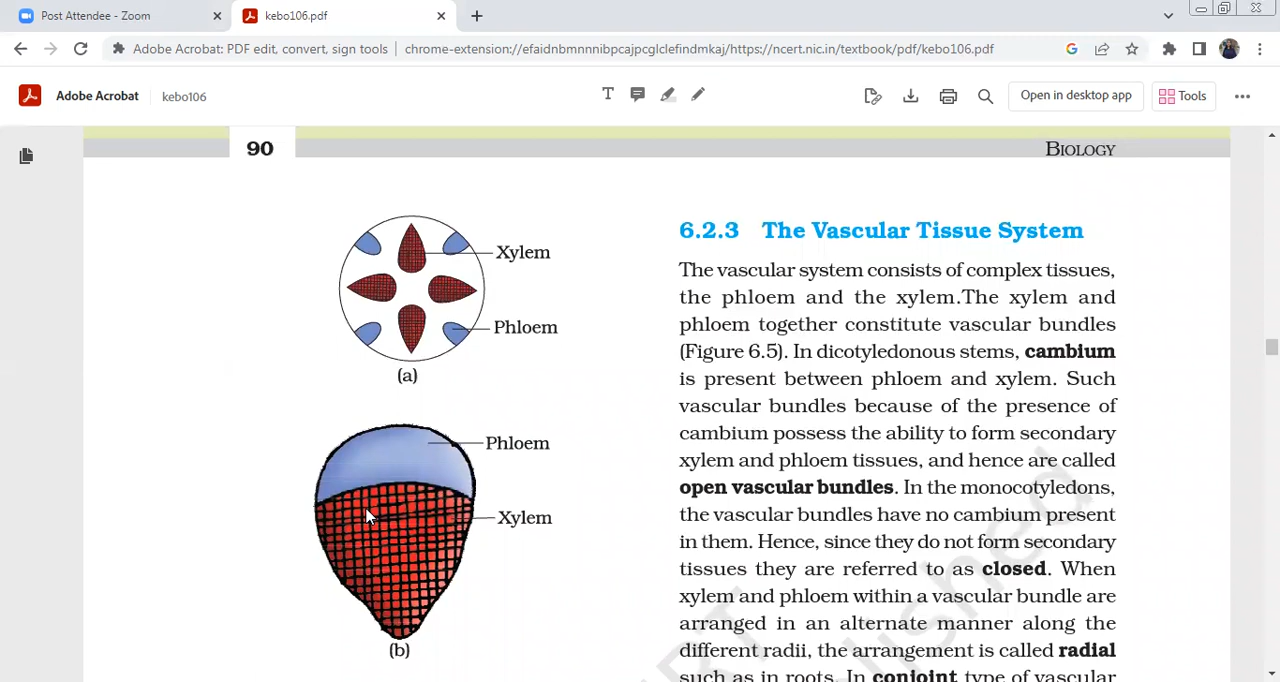 Post Attendee - Zoom
kebo106.pdf
Adobe Acrobat: PDF edit, convert, sign tools
chrome-extension://efaidnbmnnnibpcajpcglclefindmkaj/https://ncert.nic.in/textbook/pdf/kebo106.pdf
Adobe Acrobat
kebo106
Open in desktop app
Tools
90
BIOLOGY
Xylem
Phloem
(a)
Phloem
Xylem
(b)
6.2.3 The Vascular Tissue System
The vascular system consists of complex tissues,
the phloem and the xylem.The xylem and
phloem together constitute vascular bundles
(Figure 6.5). In dicotyledonous stems, cambium
is present between phloem and xylem. Such
vascular bundles because of the presence of
cambium possess the ability to form secondary
xylem and phloem tissues, and hence are called
open vascular bundles. In the monocotyledons,
the vascular bundles have no cambium present
in them. Hence, since they do not form secondary
tissues they are referred to as closed. When
xylem and phloem within a vascular bundle are
arranged in an alternate manner along the
different radii, the arrangement is called radial
such as in roots. In conjoint type of vascular